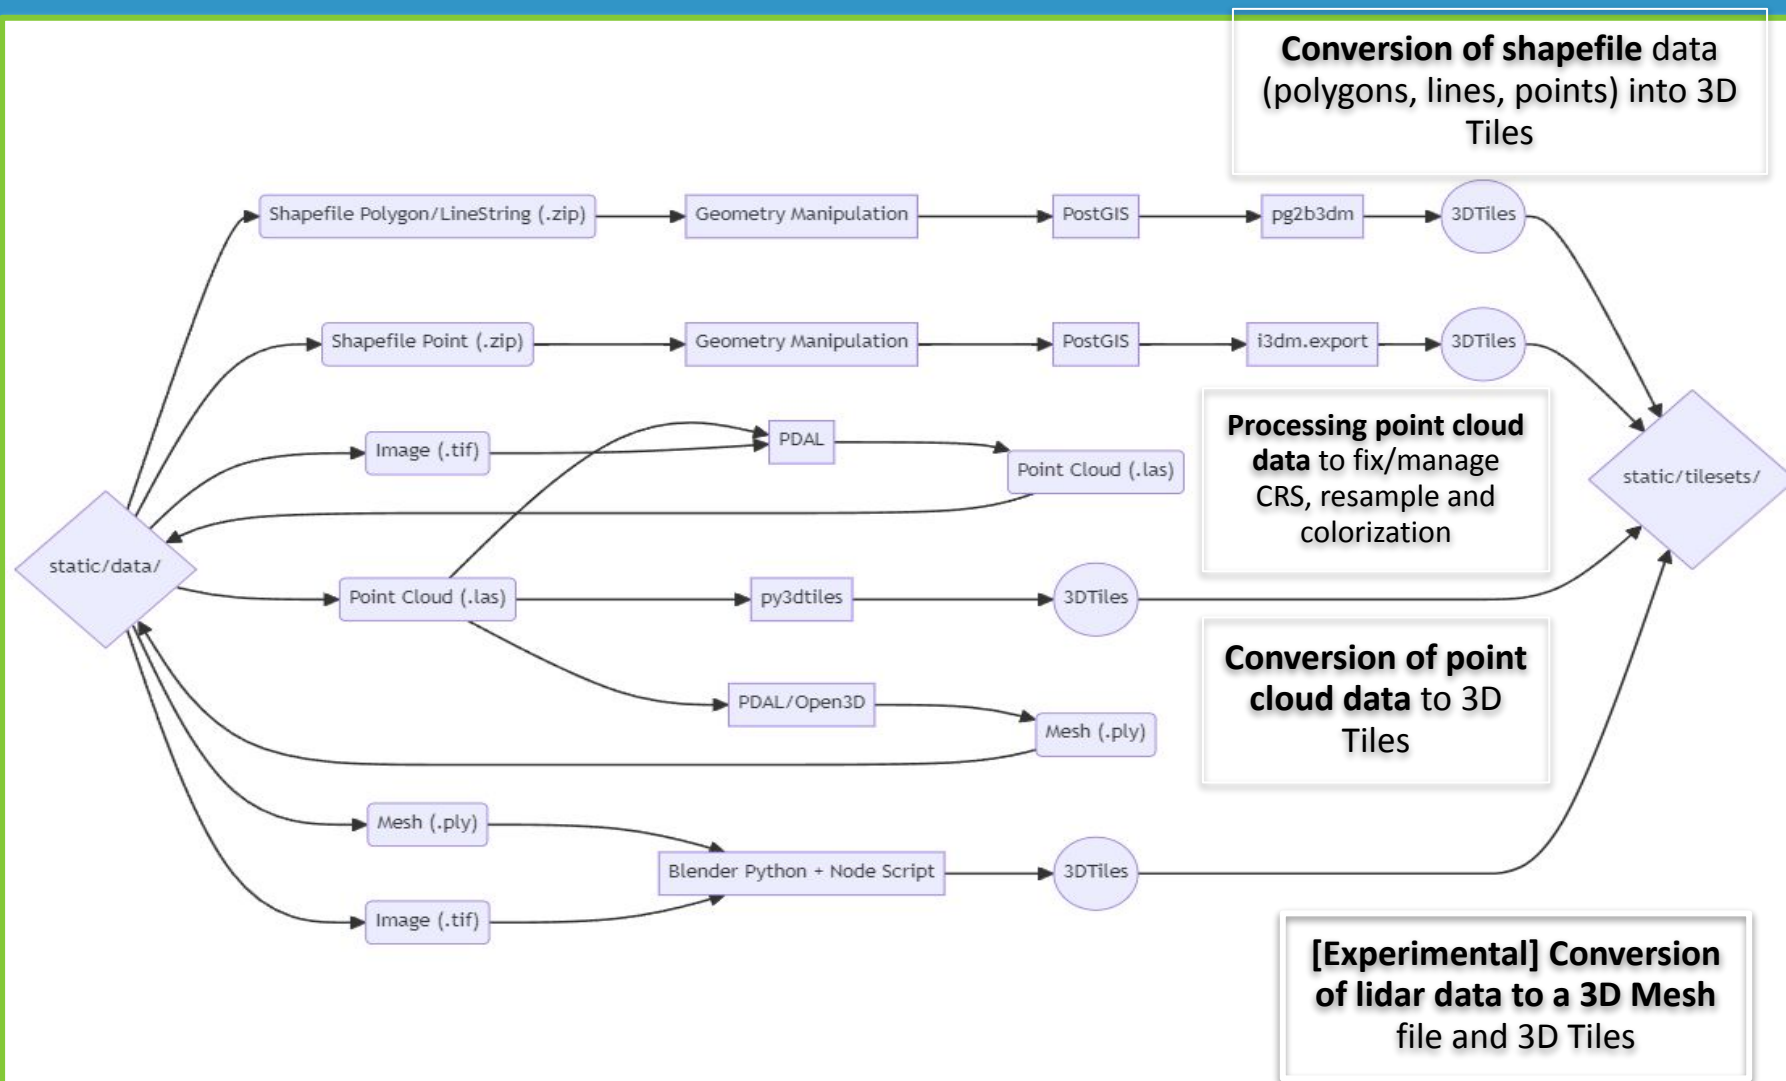 Conversion of shapefile data
(polygons, lines, points) into 3D
Tiles
Shapefile Polygon/LineString (.zip)
Geometry Manipulation
PostGIS
pg2b3dm
3DTiles
Shapefile Point (.zip)
Geometry Manipulation
PostGIS
i3dm.export
3DTiles
Image (.tif)
PDAL
Point Cloud (.las)
Processing point cloud
data to fix/manage
CRS, resample and
colorization
static/tilesets/
static/data/
Point Cloud (.las)
py3dtiles
3DTiles
Conversion of point
cloud data to 3D
Tiles
PDAL/Open3D
Mesh (.ply)
Mesh (.ply)
Blender Python + Node Script
3DTiles
Image (.tif)
[Experimental] Conversion
of lidar data to a 3D Mesh
file and 3D Tiles